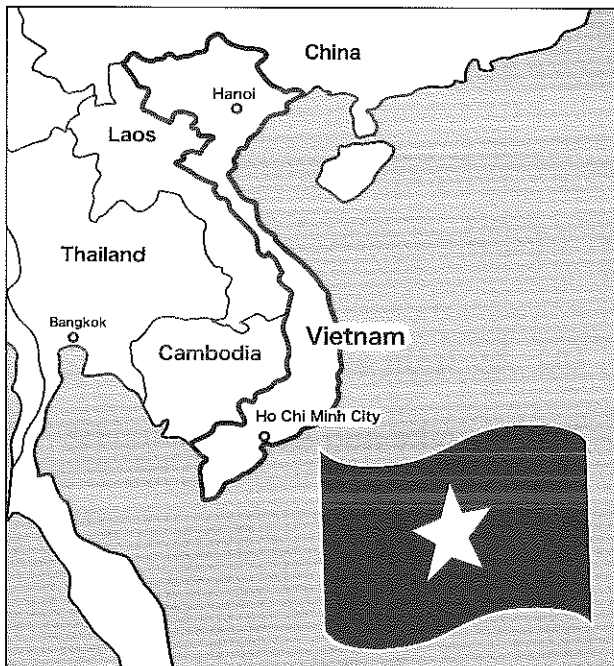 China
Hanoi
Laos
Thailand
Bangkok
Vietnam
Cambodia
Ho Chi Minh City